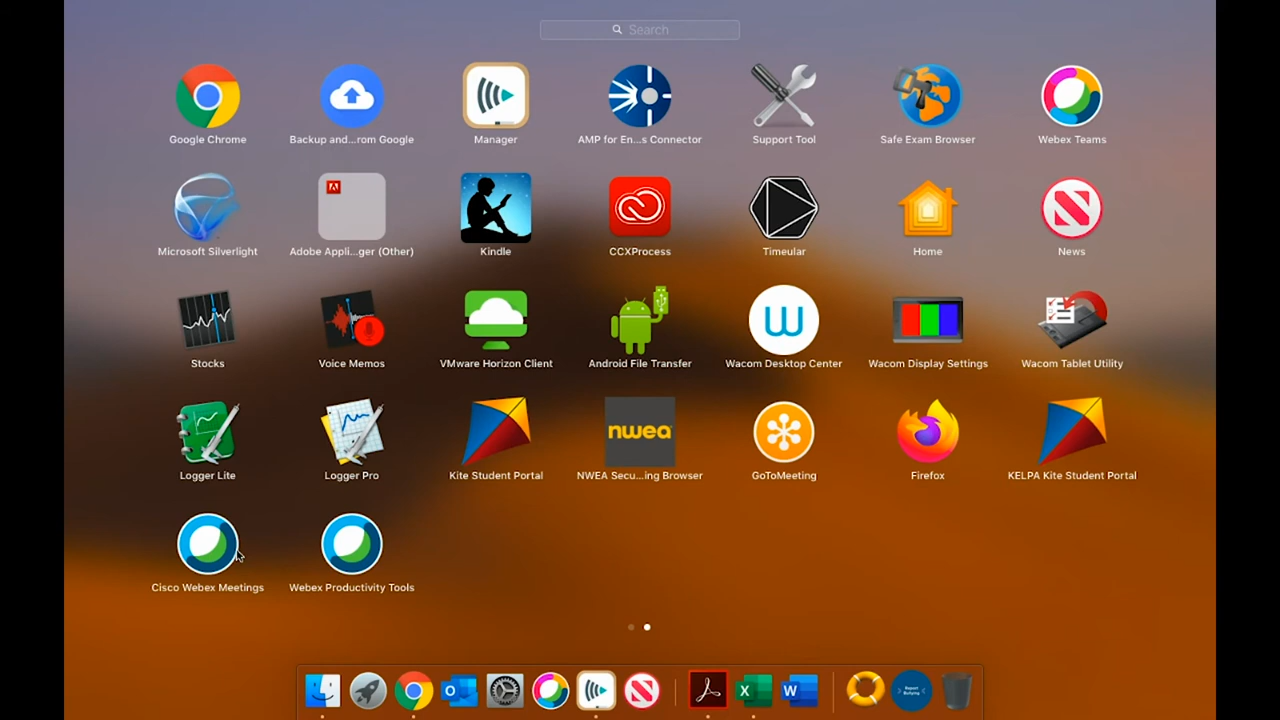 Search
Google Chrome
Backup and...rom Google
Manager
AMP for En...s Connector
Support Tool
Safe Exam Browser
Webex Teams
Microsoft Silverlight
Adobe Appli...ger (Other)
Kindle
CCXProcess
Timeular
Home
News
Stocks
Voice Memos
VMware Horizon Client
Android File Transfer
Wacom Desktop Center
Wacom Display Settings
Wacom Tablet Utility
Logger Lite
Logger Pro
Kite Student Portal
nwea
NWEA Secu...ing Browser
GoToMeeting
Firefox
KELPA Kite Student Portal
Cisco Webex Meetings
Webex Productivity Tools
Report
Bullying